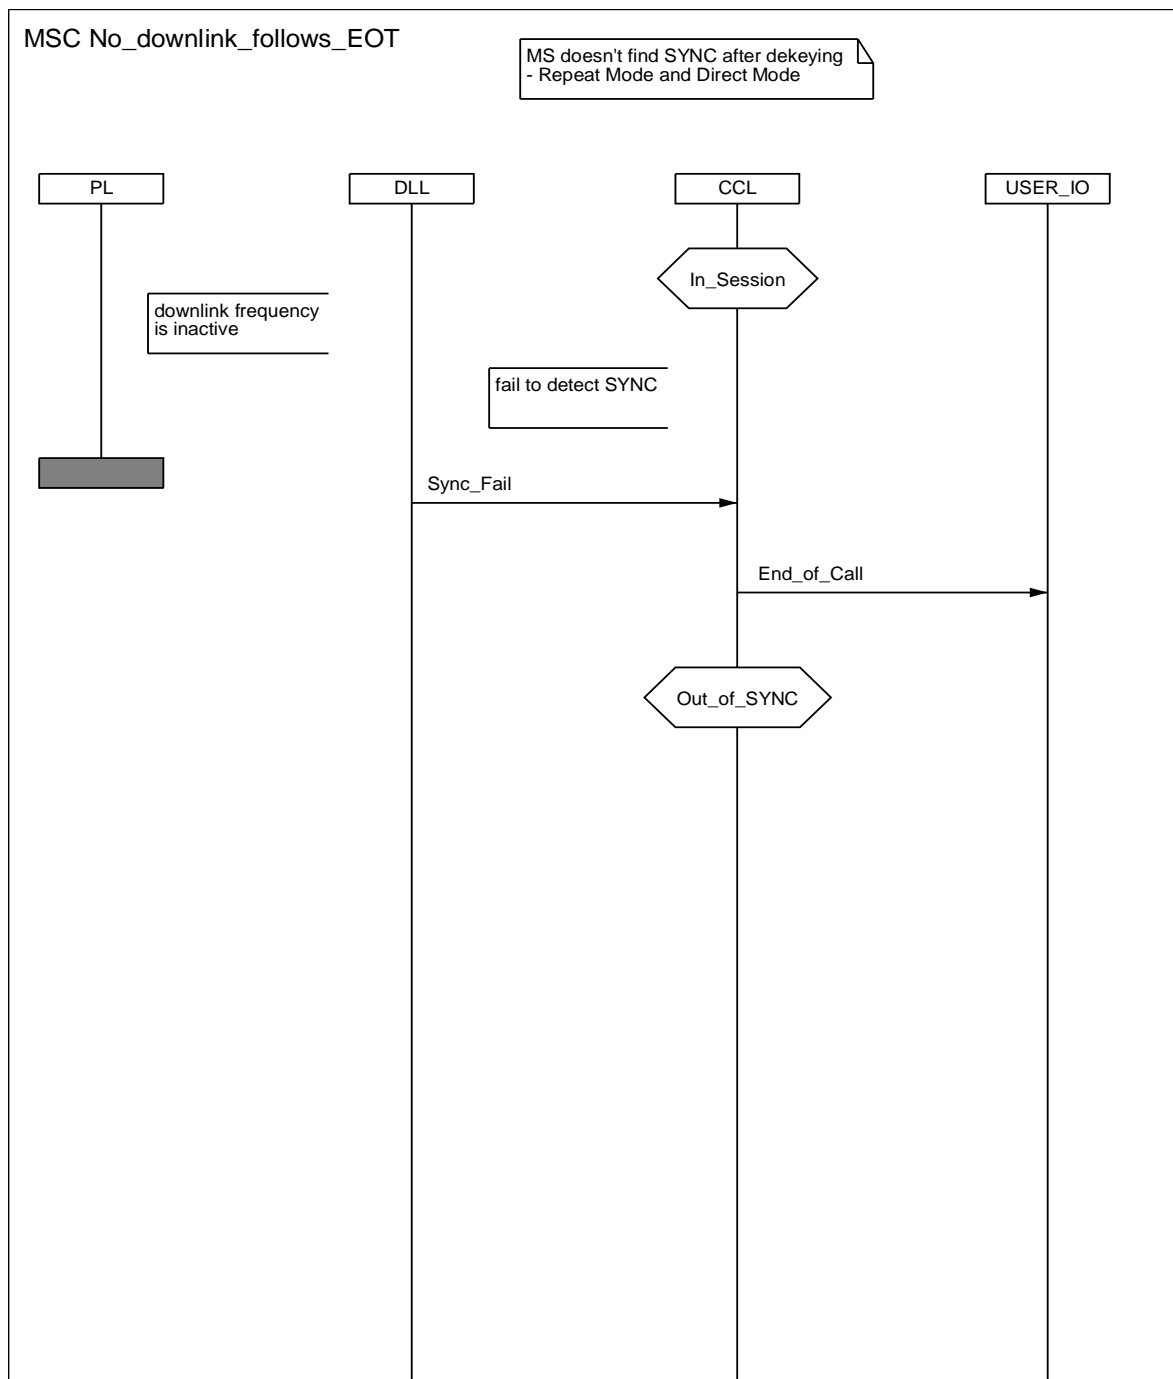 MSC No_downlink_follows_EOT
MS doesn't find SYNC after dekeying
- Repeat Mode and Direct Mode
PL
DLL
CCL
USER_IO
In_Session
downlink frequency
is inactive
fail to detect SYNC
Sync_Fail
End_of_Call
Out_of_SYNC